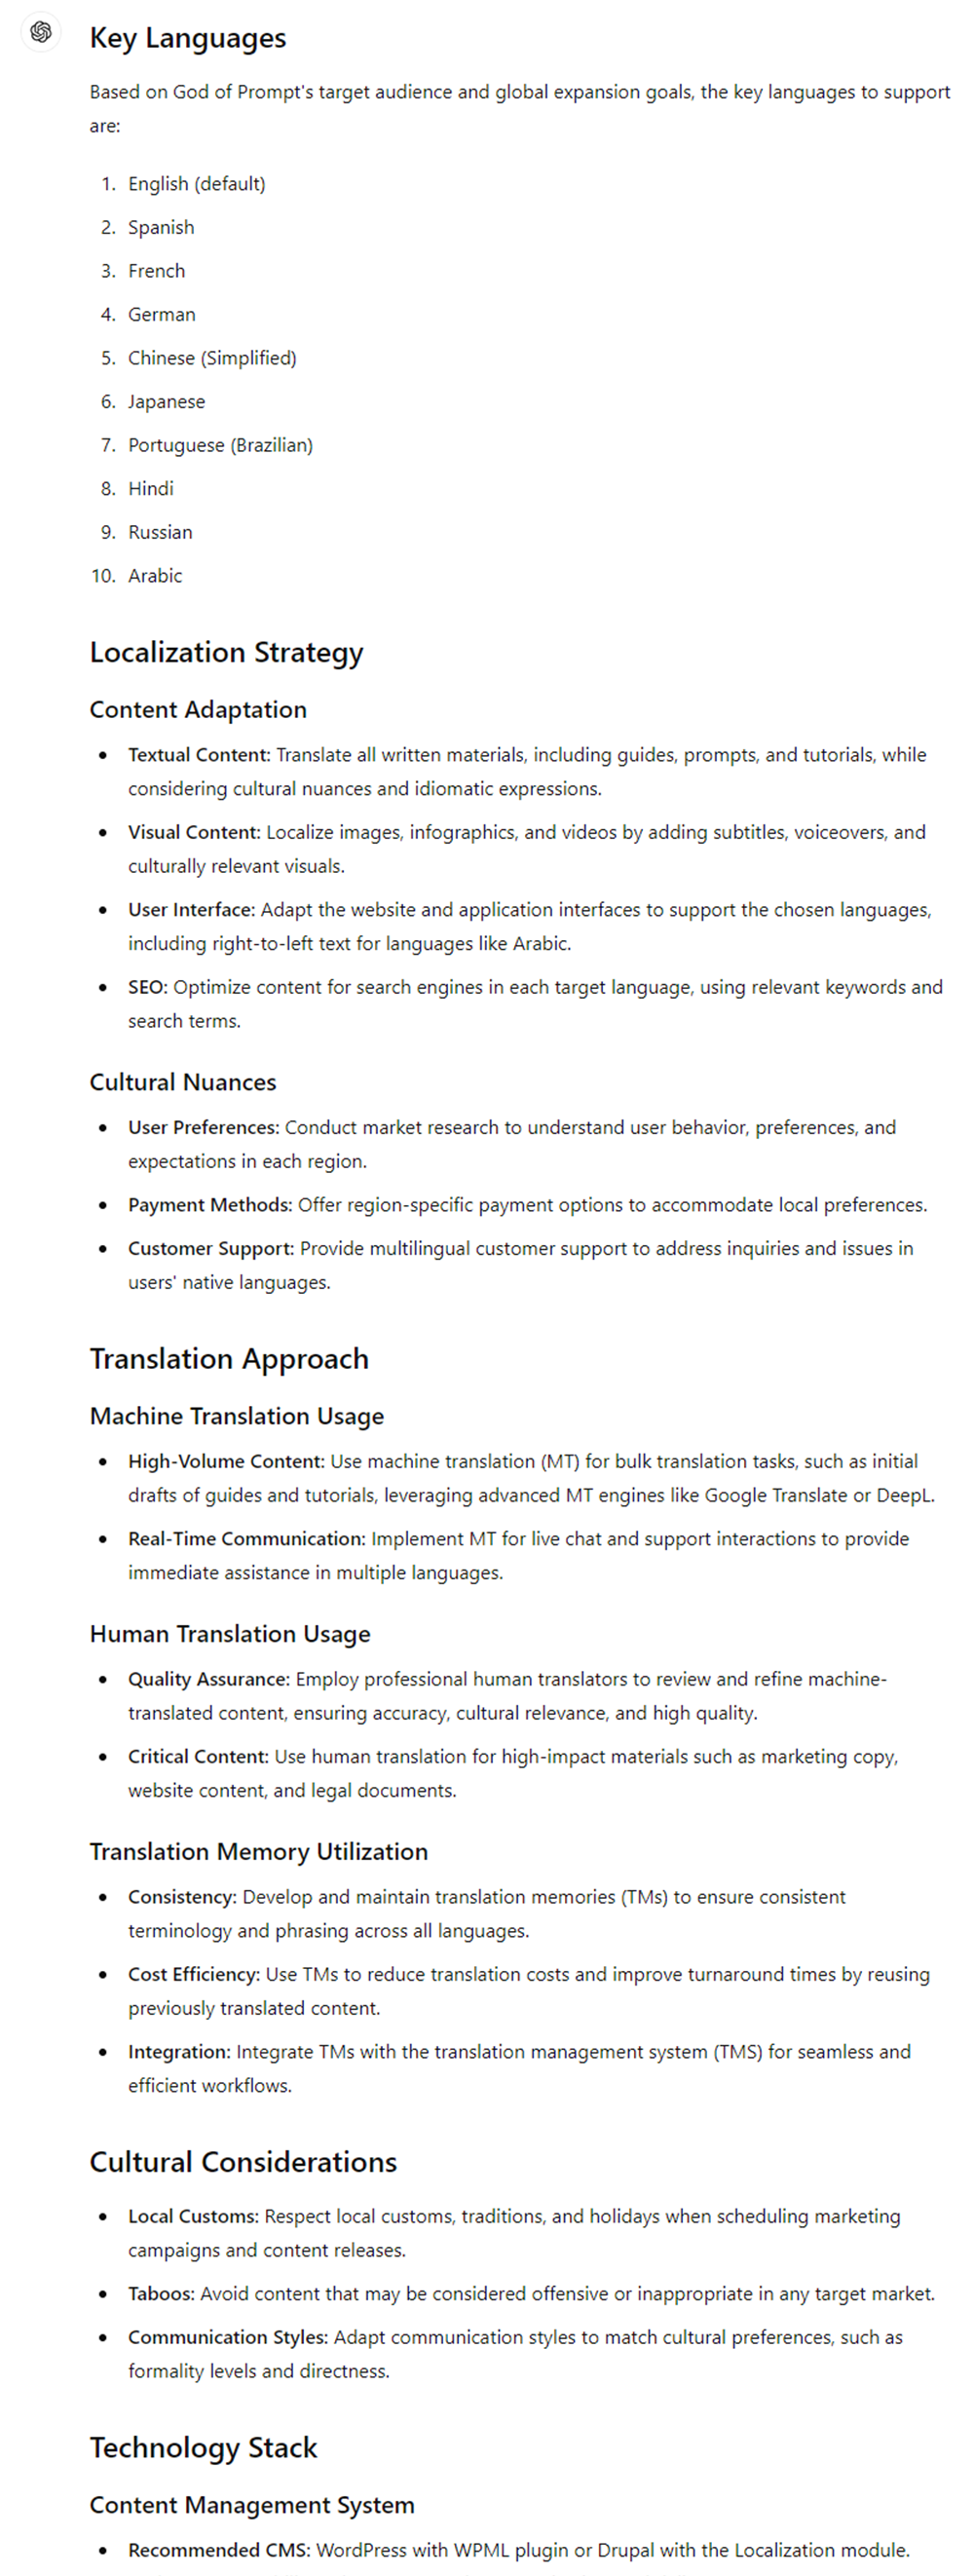 Key Languages
Based on God of Prompt's target audience and global expansion goals, the key languages to support
are:
1. English (default)
2. Spanish
3. French
4. German
5. Chinese (Simplified)
6. Japanese
7. Portuguese (Brazilian)
8. Hindi
9. Russian
10. Arabic
Localization Strategy
Content Adaptation
• Textual Content: Translate all written materials, including guides, prompts, and tutorials, while
considering cultural nuances and idiomatic expressions.
• Visual Content: Localize images, infographics, and videos by adding subtitles, voiceovers, and
culturally relevant visuals.
• User Interface: Adapt the website and application interfaces to support the chosen languages,
including right-to-left text for languages like Arabic.
• SEO: Optimize content for search engines in each target language, using relevant keywords and
search terms.
Cultural Nuances
• User Preferences: Conduct market research to understand user behavior, preferences, and
expectations in each region.
• Payment Methods: Offer region-specific payment options to accommodate local preferences.
• Customer Support: Provide multilingual customer support to address inquiries and issues in
users' native languages.
Translation Approach
Machine Translation Usage
• High-Volume Content: Use machine translation (MT) for bulk translation tasks, such as initial
drafts of guides and tutorials, leveraging advanced MT engines like Google Translate or DeepL.
• Real-Time Communication: Implement MT for live chat and support interactions to provide
immediate assistance in multiple languages.
Human Translation Usage
• Quality Assurance: Employ professional human translators to review and refine machine-
translated content, ensuring accuracy, cultural relevance, and high quality.
• Critical Content: Use human translation for high-impact materials such as marketing copy,
website content, and legal documents.
Translation Memory Utilization
• Consistency: Develop and maintain translation memories (TMs) to ensure consistent
terminology and phrasing across all languages.
• Cost Efficiency: Use TMs to reduce translation costs and improve turnaround times by reusing
previously translated content.
• Integration: Integrate TMs with the translation management system (TMS) for seamless and
efficient workflows.
Cultural Considerations
• Local Customs: Respect local customs, traditions, and holidays when scheduling marketing
campaigns and content releases.
• Taboos: Avoid content that may be considered offensive or inappropriate in any target market.
• Communication Styles: Adapt communication styles to match cultural preferences, such as
formality levels and directness.
Technology Stack
Content Management System
• Recommended CMS: WordPress with WPML plugin or Drupal with the Localization module.